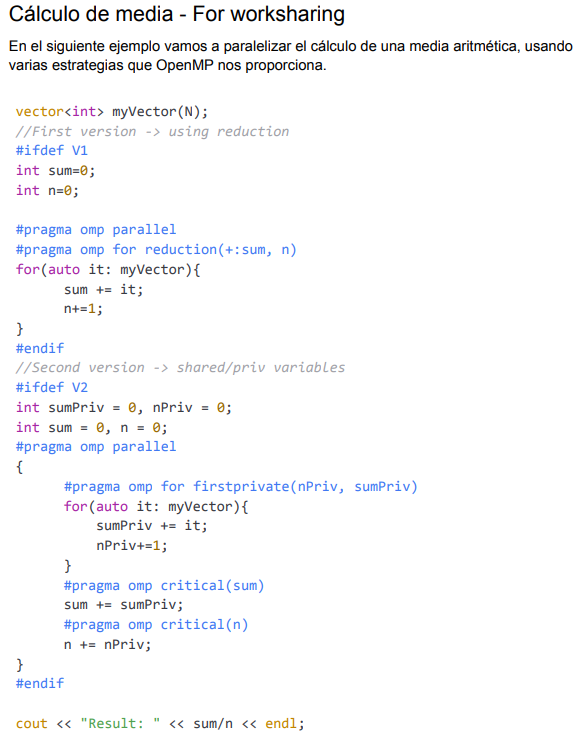 Cálculo de media - For worksharing
En el siguiente ejemplo vamos a paralelizar el cálculo de una media aritmética, usando
varias estrategias que OpenMP nos proporciona.
vector<int> myVector(N);
//First version -> using reduction
#ifdef V1
int sum=0;
int n=0;
#pragma omp parallel
#pragma omp for reduction(+:sum, n)
for(auto it: myVector){
sum += it;
n+=1;
}
#endif
//Second version -> shared/priv variables
#ifdef V2
int sumPriv = 0, nPriv = 0;
int sum = 0, n = 0;
#pragma omp parallel
{
#pragma omp for firstprivate(nPriv, sumPriv)
for(auto it: myVector){
sumPriv += it;
nPriv+=1;
}
#pragma omp critical(sum)
sum += sumPriv;
#pragma omp critical(n)
n += nPriv;
}
#endif
cout << "Result: " << sum/n << endl;